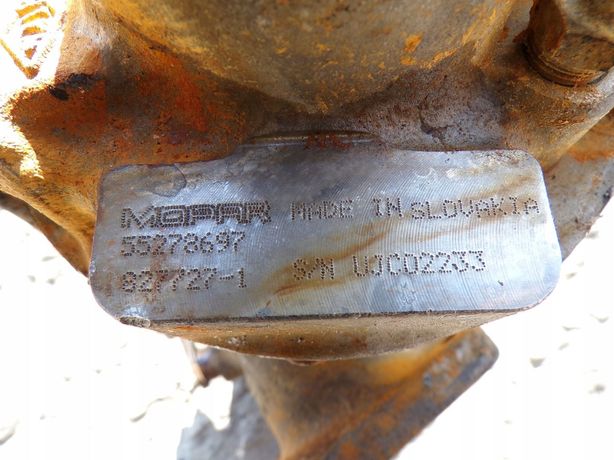 MOPAR MADE IN SLOVAKIA
55278697
827727-1 S/N UJC02233